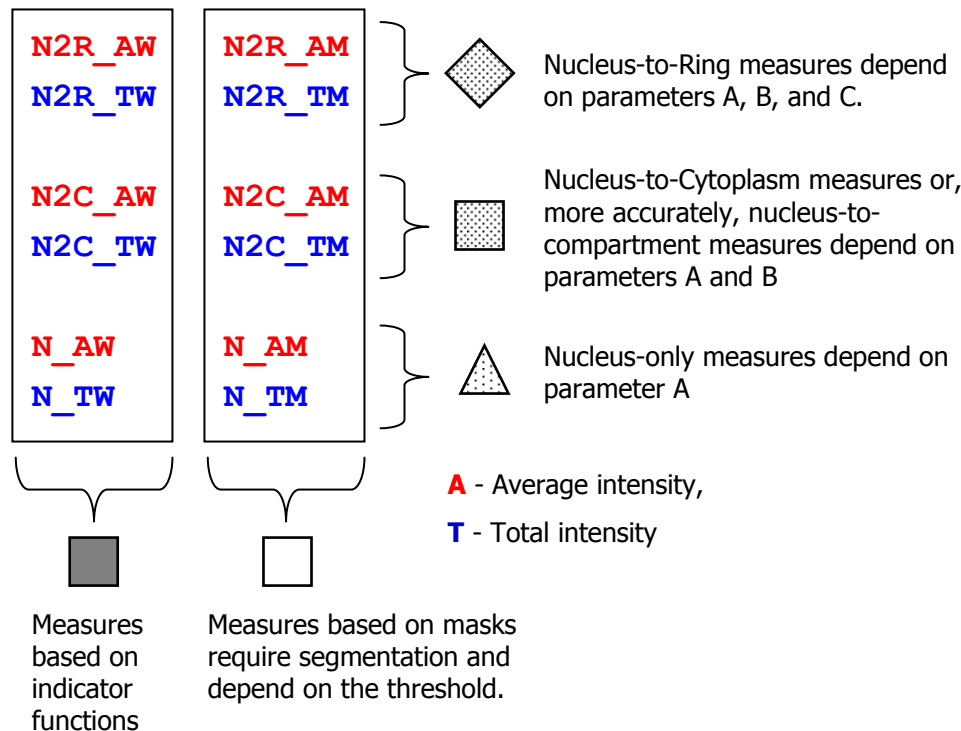 N2R_AW
N2R_AM
N2R_TW
N2R_TM
Nucleus-to-Ring measures depend
on parameters A, B, and C.
N2C_AW
N2C_AM
N2C_TW
N2C_TM
Nucleus-to-Cytoplasm measures or,
more accurately, nucleus-to-
compartment measures depend on
parameters A and B
N_AW
N_AM
N_TW
N_TM
Nucleus-only measures depend on
parameter A
A - Average intensity,
T - Total intensity
Measures
based on
indicator
functions
Measures based on masks
require segmentation and
depend on the threshold.